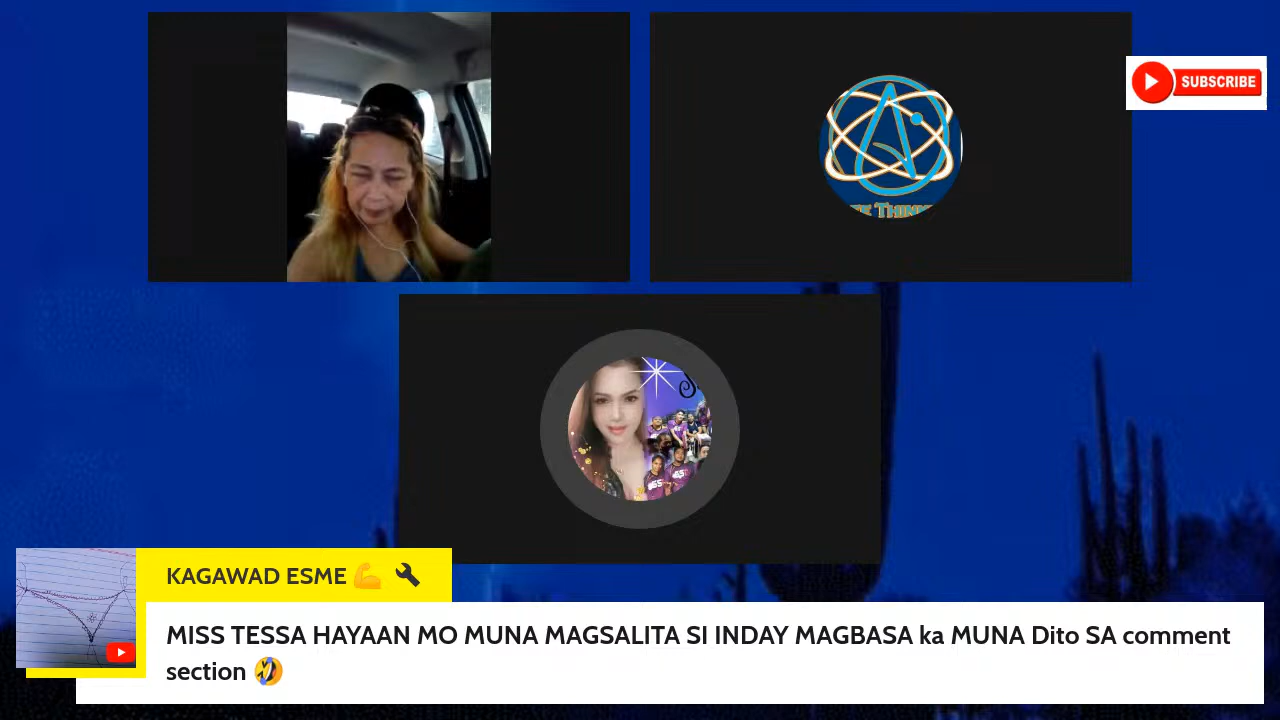 SUBSCRIBE
KAGAWAD ESME 💪 🔧
MISS TESSA HAYAAN MO MUNA MAGSALITA SI INDAY MAGBASA ka MUNA Dito SA comment
section 🤣